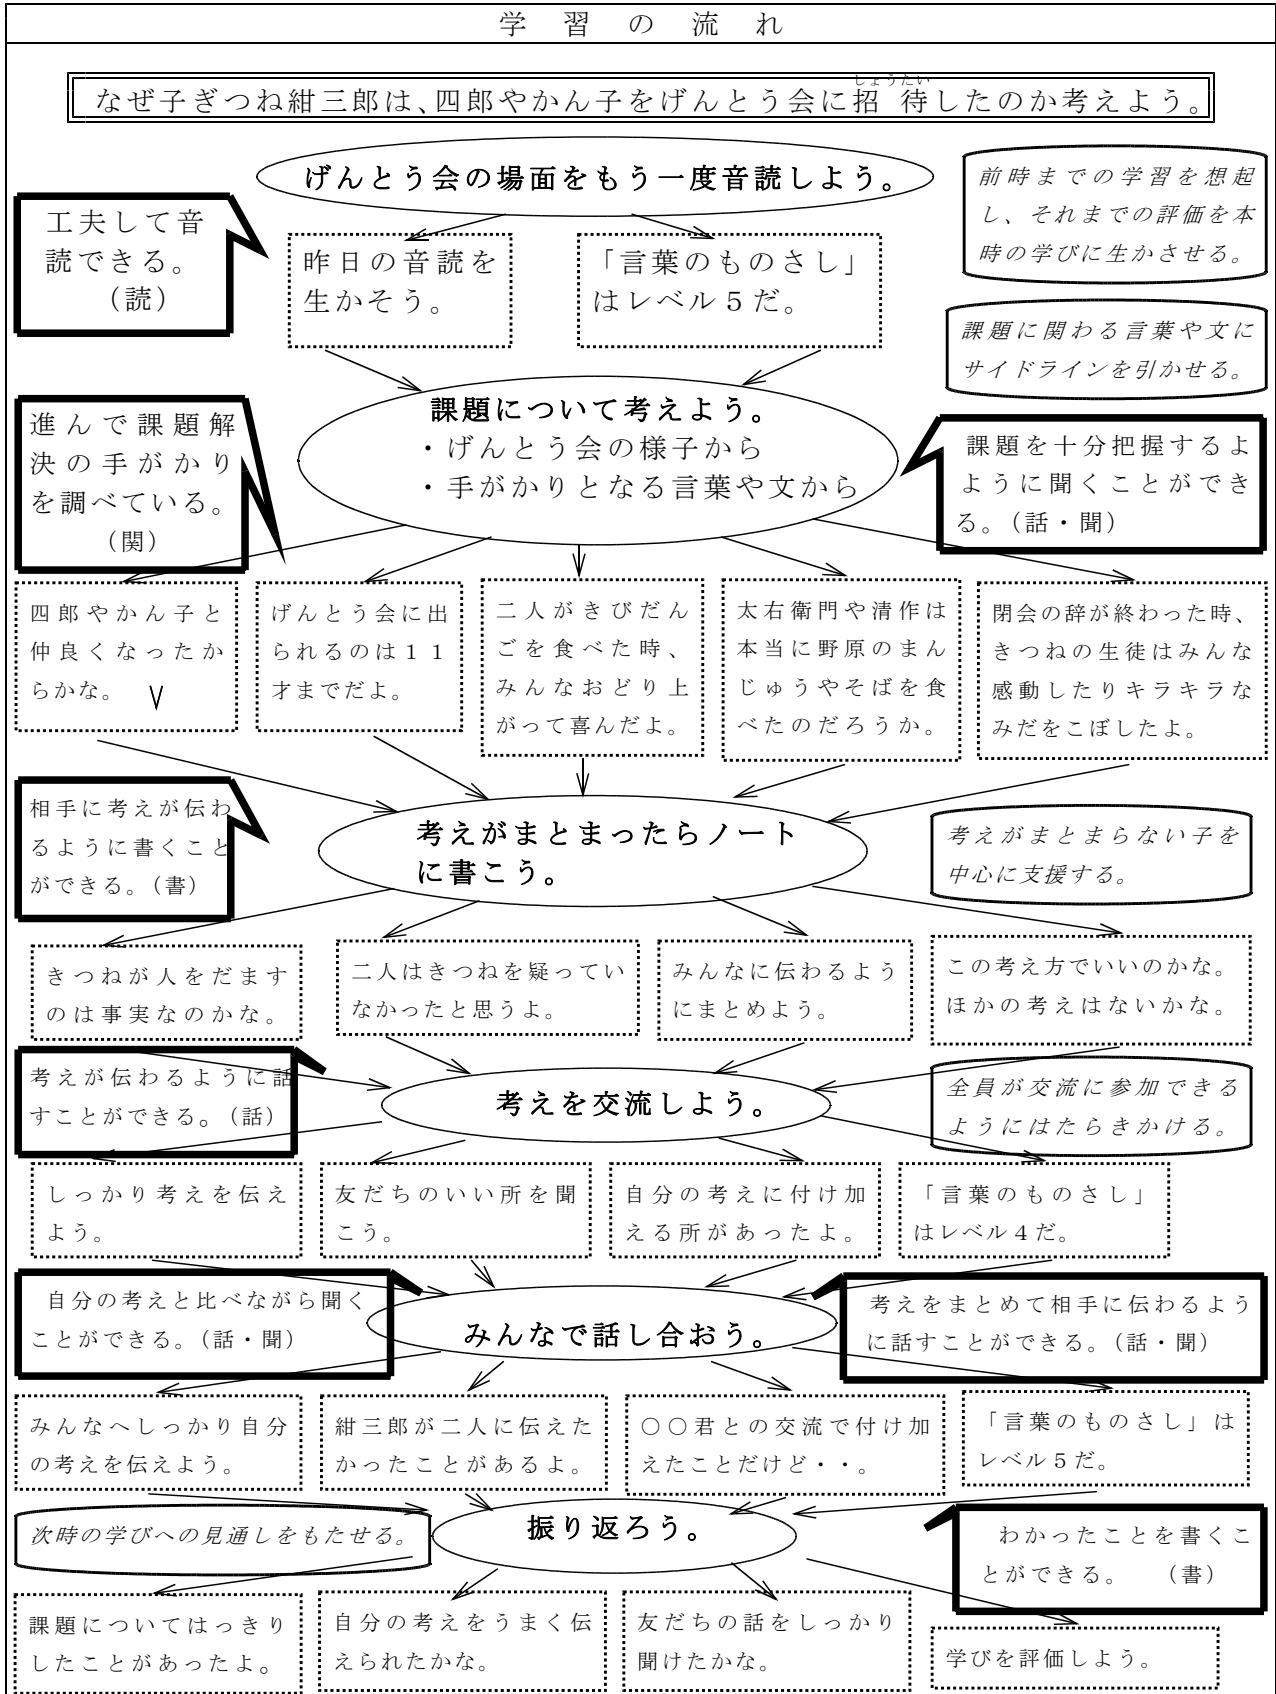 学習の流れ
しょうたい
なぜ子ぎつね紺三郎は、四郎やかん子をげんとう会に招待したのか考えよう。
げんとう会の場面をもう一度音読しよう。
前時までの学習を想起
し、それまでの評価を本
時の学びに生かさせる。
工夫して音
読できる。
（読）
昨日の音読を
生かそう。
「言葉のものさし」
はレベル５だ。
課題に関わる言葉や文に
サイドラインを引かせる。
課題について考えよう。
・げんとう会の様子から
・手がかりとなる言葉や文から
進んで課題解
決の手がかり
を調べている。
（関）
課題を十分把握するよ
ように聞くことができ
る。（話・聞）
四郎やかん子と
仲良くなったか
らかな。
げんとう会に出
られるのは１１
才までだよ。
二人がきびだん
ごを食べた時、
みんなおどり上
がって喜んだよ。
太右衛門や清作は
本当に野原のまん
じゅうやそばを食
べたのだろうか。
閉会の辞が終わった時、
きつねの生徒はみんな
感動したりキラキラな
みだをこぼしたよ。
相手に考えが伝わ
るように書くこと
ができる。（書）
考えがまとまったらノート
に書こう。
考えがまとまらない子を
中心に支援する。
きつねが人をだます
のは事実なのかな。
二人はきつねを疑ってい
なかったと思うよ。
みんなに伝わるよう
にまとめよう。
この考え方でいいのかな。
ほかの考えはないかな。
考えが伝わるように話
すことができる。（話）
考えを交流しよう。
全員が交流に参加できる
ようにはたらきかける。
しっかり考えを伝え
よう。
友だちのいい所を聞
こう。
自分の考えに付け加
える所があったよ。
「言葉のものさし」
はレベル４だ。
自分の考えと比べながら聞く
ことができる。（話・聞）
みんなで話し合おう。
考えをまとめて相手に伝わるよう
に話すことができる。（話・聞）
みんなへしっかり自分
の考えを伝えよう。
紺三郎が二人に伝えた
かったことがあるよ。
〇〇君との交流で付け加
えたことだけど・・。
「言葉のものさし」は
レベル５だ。
次時の学びへの見通しをもたせる。
振り返ろう。
わかったことを書くこ
とができる。　（書）
課題についてはっきり
したことがあったよ。
自分の考えをうまく伝
えられたかな。
友だちの話をしっかり
聞けたかな。
学びを評価しよう。